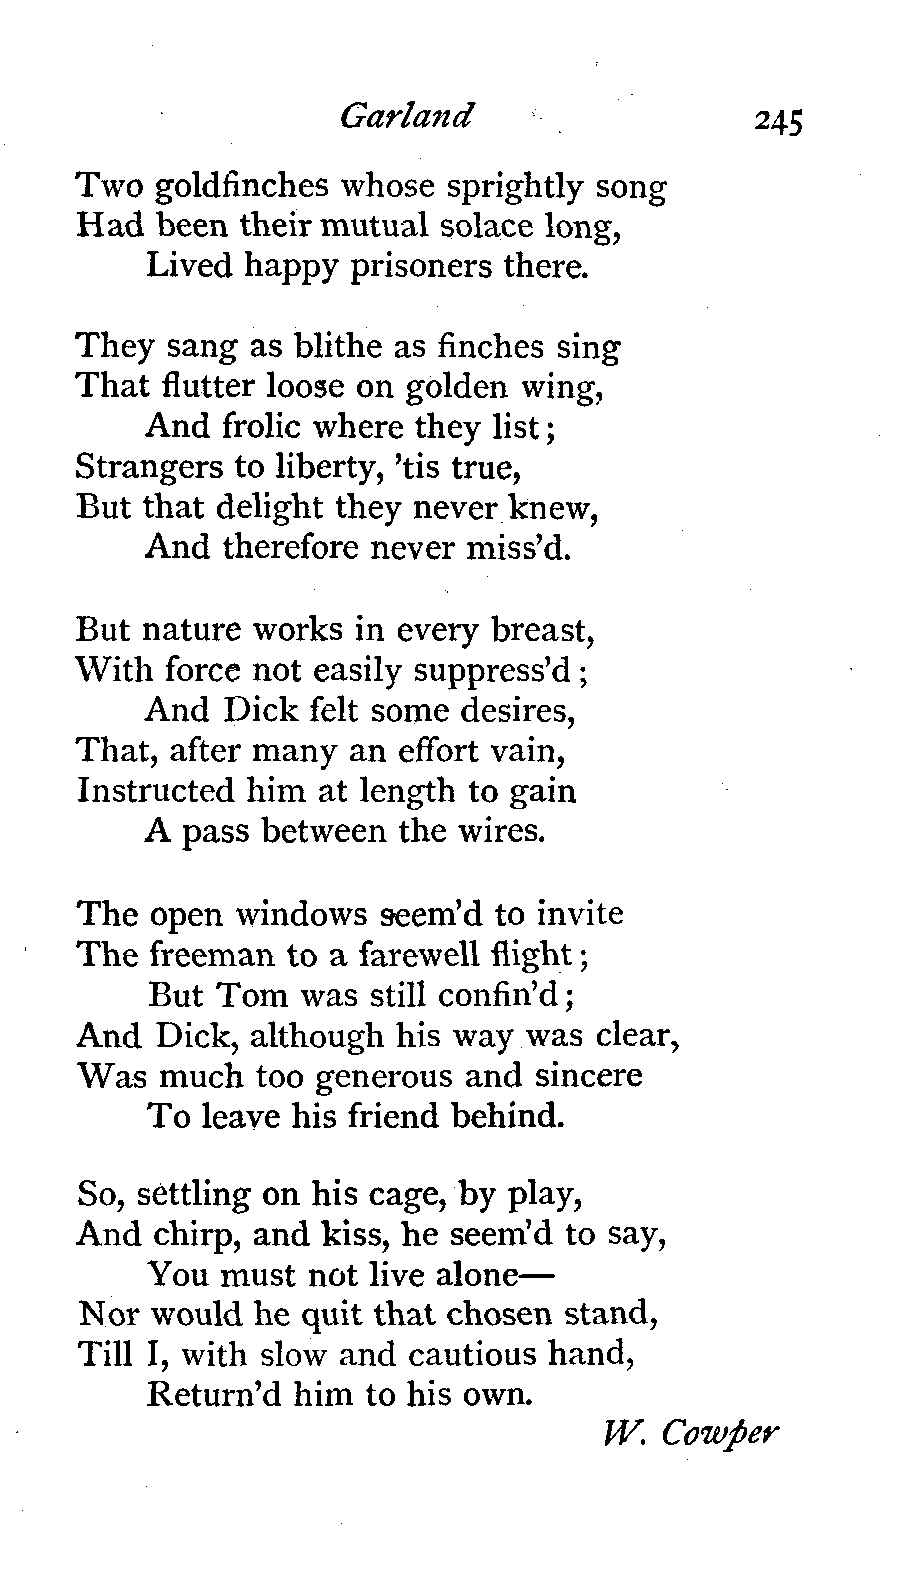 Garland 245
Two goldfinches whose sprightly song
Had been their mutual solace long,
Lived happy prisoners there.
They sang as blithe as finches sing
That flutter loose on golden wing,
And frolic where they list;
Strangers to liberty, 'tis true,
But that delight they never knew,
And therefore never miss'd.
But nature works in every breast,
With force not easily suppress'd;
And Dick felt some desires,
That, after many an effort vain,
Instructed him at length to gain
A pass between the wires.
The open windows seem'd to invite
The freeman to a farewell flight;
But Tom was still confin'd;
And Dick, although his way was clear,
Was much too generous and sincere
To leave his friend behind.
So, settling on his cage, by play,
And chirp, and kiss, he seem'd to say,
You must not live alone—
Nor would he quit that chosen stand,
Till I, with slow and cautious hand,
Return'd him to his own.
W. Cowper